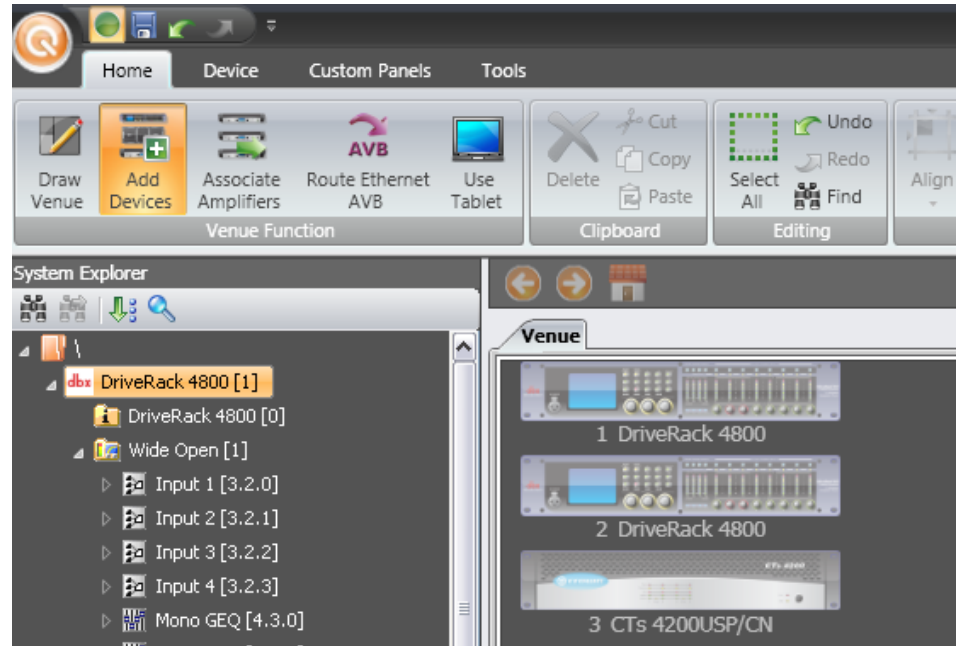 Home Device Custom Panels Tools
AVB
Draw Venue
Add Devices
Associate Amplifiers
Route Ethernet AVB
Use Tablet
Delete
Cut
Copy
Paste
Select All
Undo
Redo
Find
Align
Venue Function Clipboard Editing
System Explorer
\
dbx DriveRack 4800 [1]
DriveRack 4800 [0]
Wide Open [1]
Input 1 [3.2.0]
Input 2 [3.2.1]
Input 3 [3.2.2]
Input 4 [3.2.3]
Mono GEQ [4.3.0]
Venue
1 DriveRack 4800
2 DriveRack 4800
CTs 4200
CROWN
3 CTs 4200USP/CN